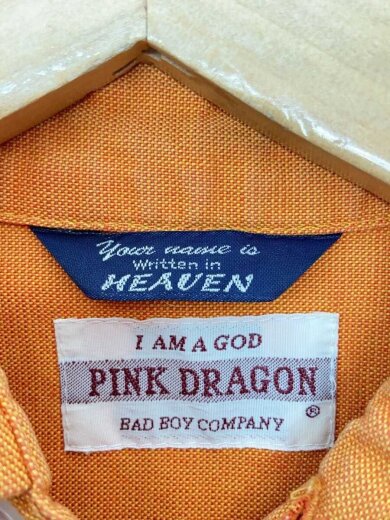 Your name is
Written in
HEAVEN
I AM A GOD
PINK DRAGON
BAD BOY COMPANY ®